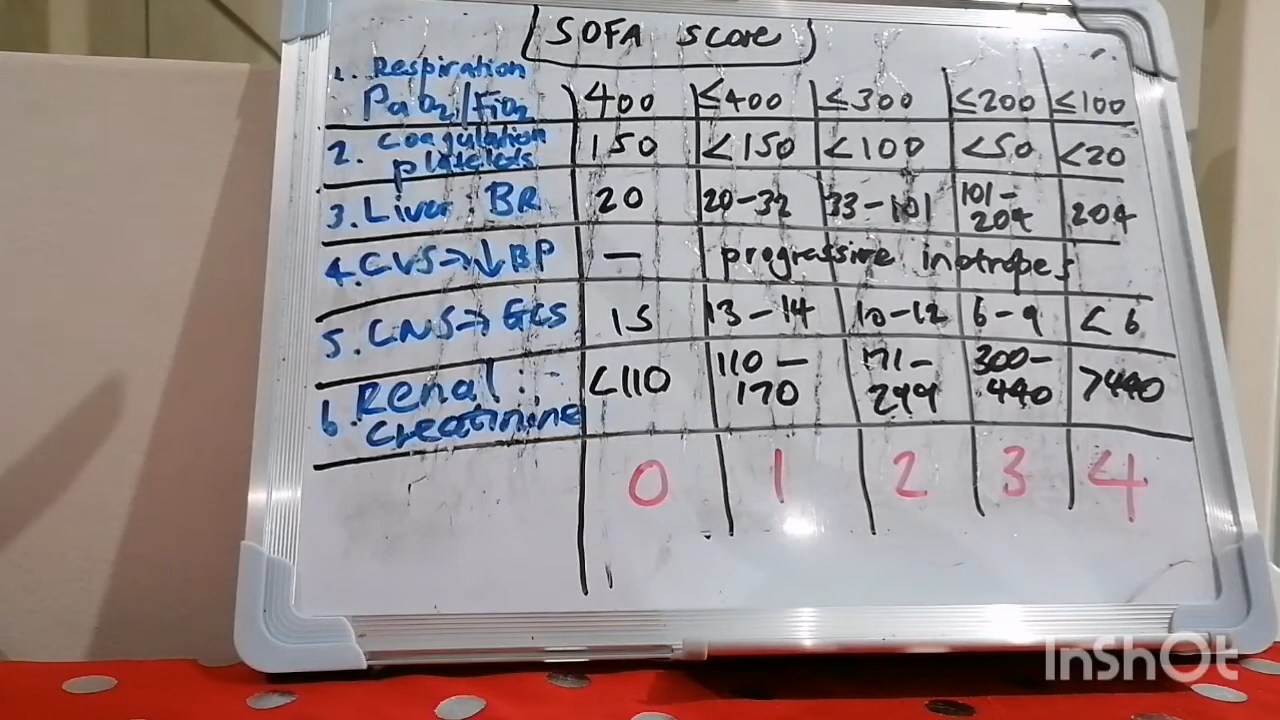 SOFA score
1. Respiration
PaO2/FiO2 400 ≤400 ≤300 ≤200 ≤100
2. Coagulation
platelets 150 <150 <100 <50 <20
3. Liver: BR 20 20-32 33-101 101-204 204
4. CVS⇒↓BP — progressive inotropes
5. CNS⇒GCS 15 13-14 10-12 6-9 <6
6. Renal:-
creatinine <110 110-170 171-299 300-440 >440
0 1 2 3 4
InShOt